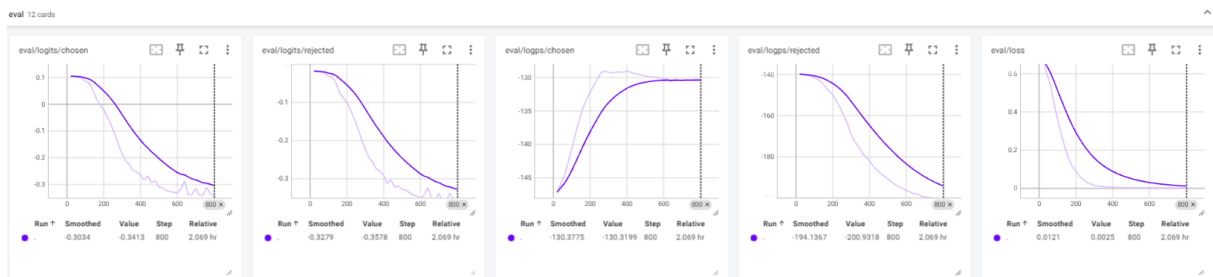 eval 12 cards
eval/logits/chosen
0.1
0
-0.1
-0.2
-0.3
0 200 400 600 800
Run ↑ Smoothed Value Step Relative
. -0.3034 -0.3413 800 2.069 hr
eval/logits/rejected
-0.1
-0.2
-0.3
0 200 400 600 800
Run ↑ Smoothed Value Step Relative
. -0.3279 -0.3578 800 2.069 hr
eval/logps/chosen
-130
-135
-140
-145
0 200 400 600 800
Run ↑ Smoothed Value Step Relative
. -130.3775 -130.3199 800 2.069 hr
eval/logps/rejected
-140
-160
-180
0 200 400 600 800
Run ↑ Smoothed Value Step Relative
. -194.1367 -200.9318 800 2.069 hr
eval/loss
0.6
0.4
0.2
0
0 200 400 600 800
Run ↑ Smoothed Value Step Relative
. 0.0121 0.0025 800 2.069 hr